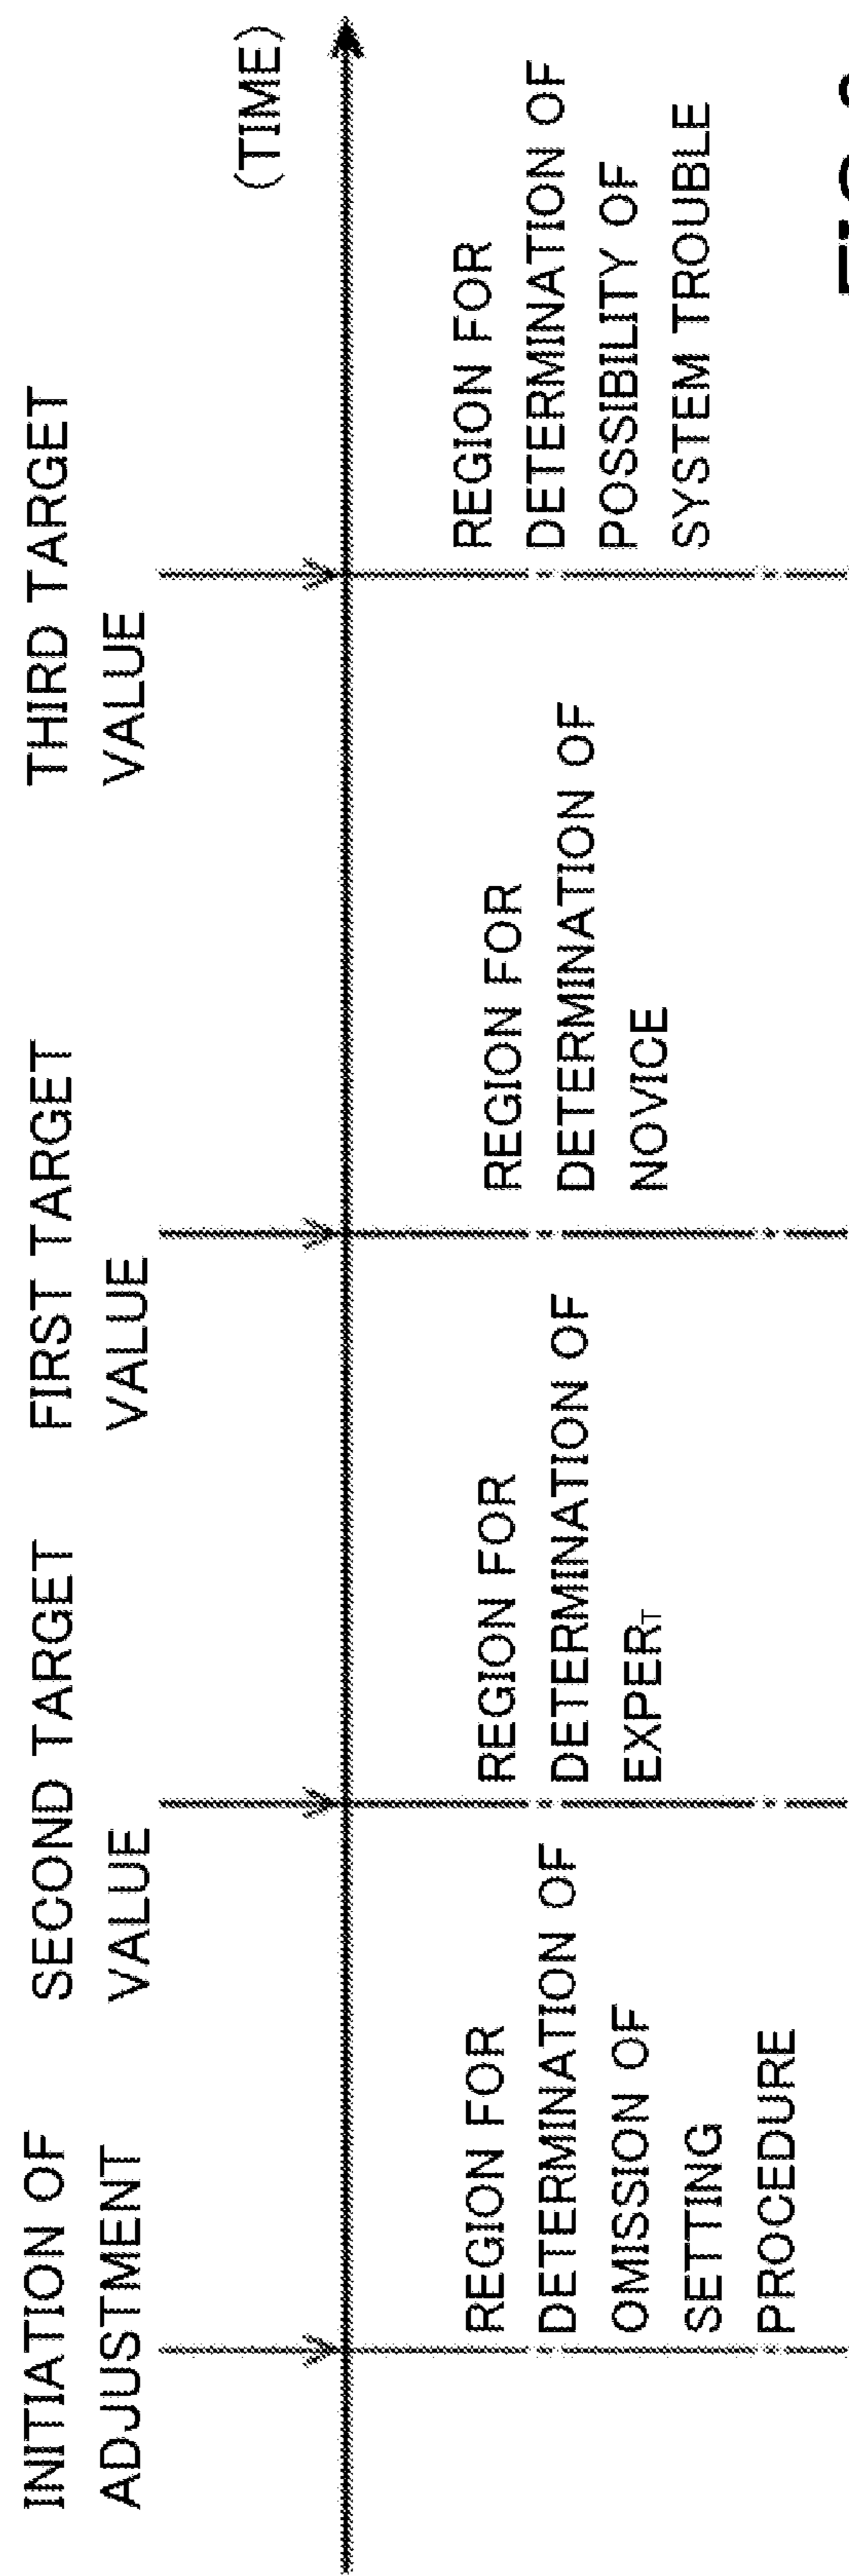 INITIATION OF
ADJUSTMENT
SECOND TARGET
VALUE
FIRST TARGET
VALUE
THIRD TARGET
VALUE
(TIME)
REGION FOR
DETERMINATION OF
OMISSION OF
SETTING
PROCEDURE
REGION FOR
DETERMINATION OF
EXPERT
REGION FOR
DETERMINATION OF
NOVICE
REGION FOR
DETERMINATION OF
POSSIBILITY OF
SYSTEM TROUBLE